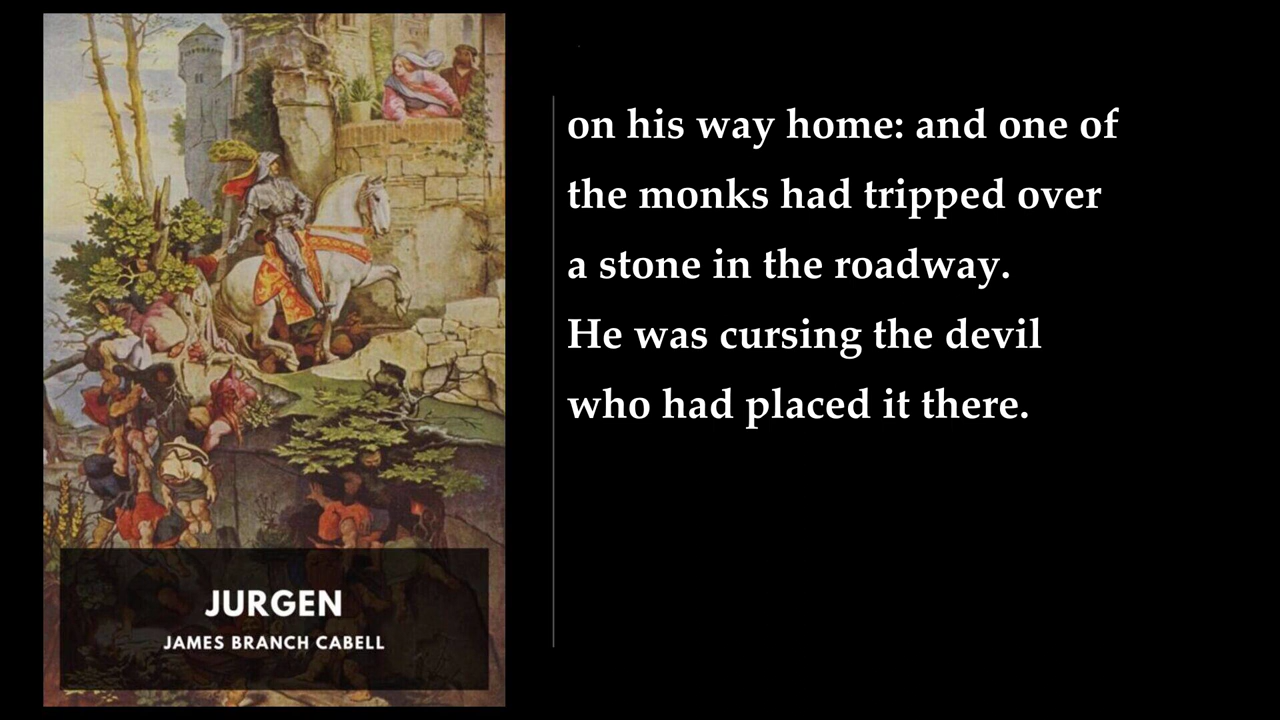 on his way home: and one of
the monks had tripped over
a stone in the roadway.
He was cursing the devil
who had placed it there.
JURGEN
JAMES BRANCH CABELL